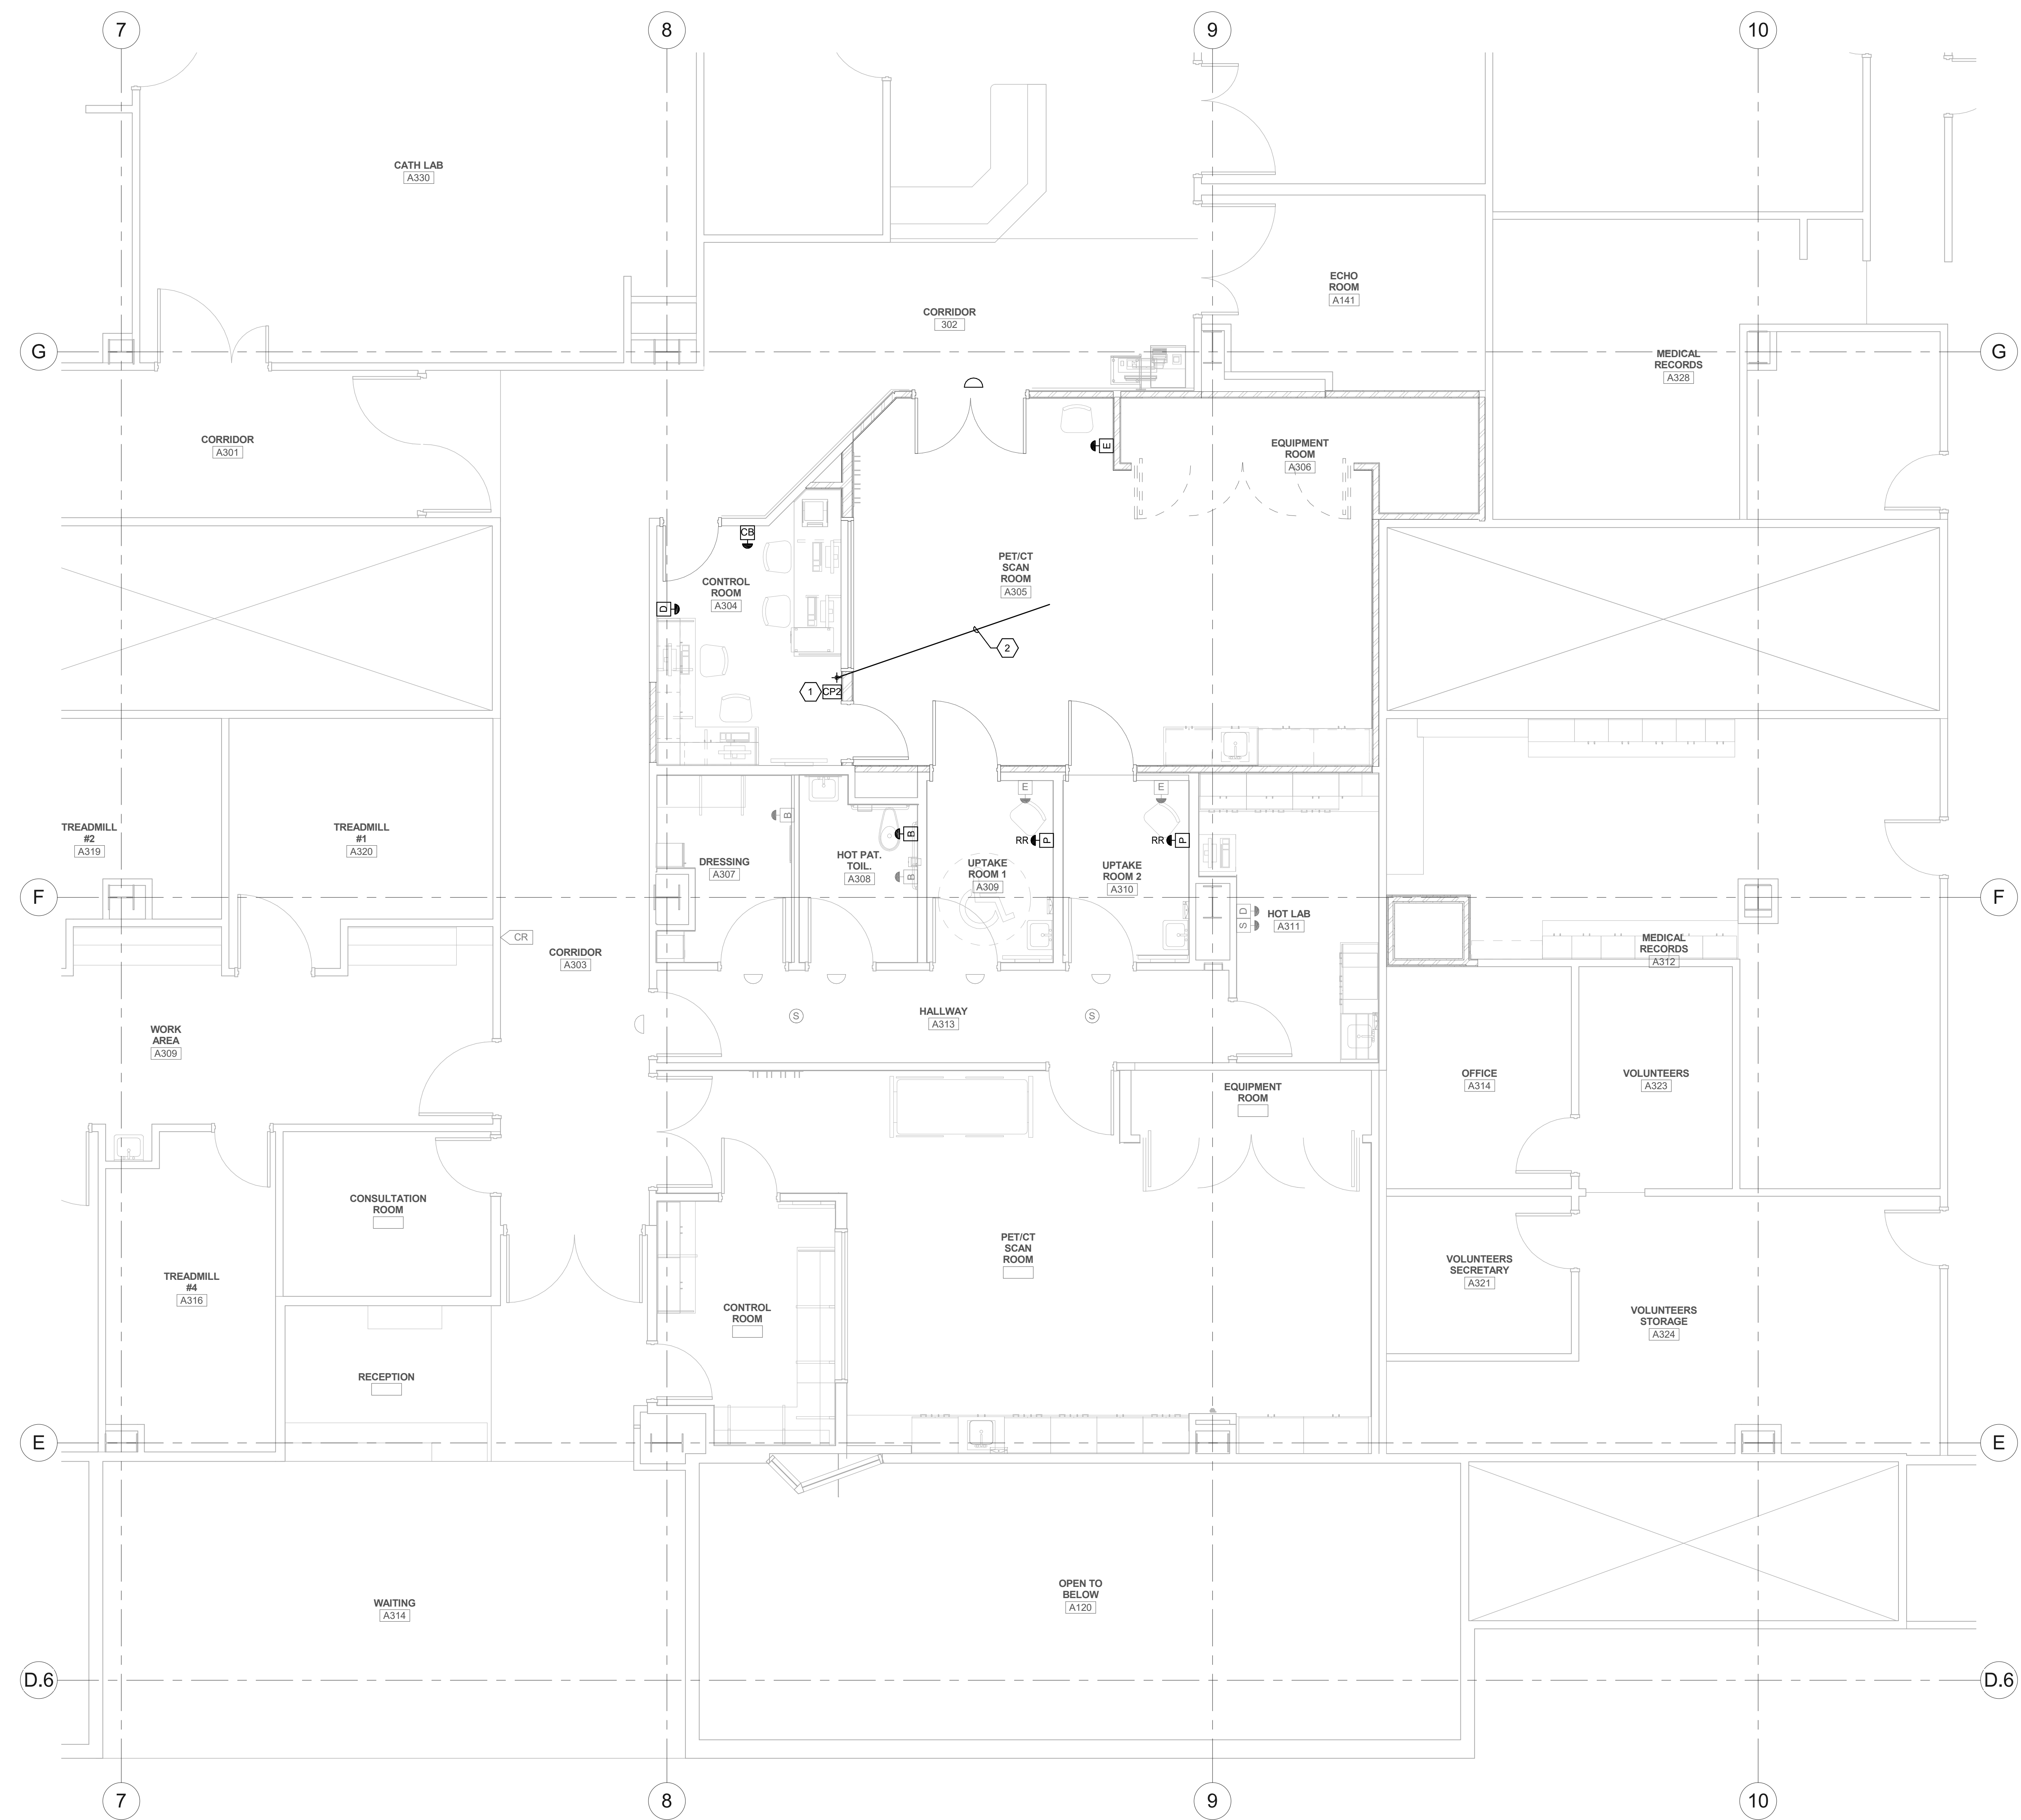 7
8
9
10
CATH LAB
A330
ECHO
ROOM
A141
CORRIDOR
302
G
G
MEDICAL
RECORDS
A328
CORRIDOR
A301
E
EQUIPMENT
ROOM
A306
CB
PET/CT
SCAN
ROOM
A305
CONTROL
ROOM
A304
D
2
1
CP2
E
E
B
TREADMILL
#2
A319
TREADMILL
#1
A320
B
RR
P
RR
P
DRESSING
A307
HOT PAT.
TOIL.
A308
B
UPTAKE
ROOM 1
A309
UPTAKE
ROOM 2
A310
F
F
D
S
HOT LAB
A311
CR
MEDICAL
RECORDS
A312
CORRIDOR
A303
S
HALLWAY
A313
S
WORK
AREA
A309
OFFICE
A314
VOLUNTEERS
A323
EQUIPMENT
ROOM
CONSULTATION
ROOM
PET/CT
SCAN
ROOM
VOLUNTEERS
SECRETARY
A321
TREADMILL
#4
A316
CONTROL
ROOM
VOLUNTEERS
STORAGE
A324
RECEPTION
E
E
WAITING
A314
OPEN TO
BELOW
A120
D.6
D.6
7
8
9
10